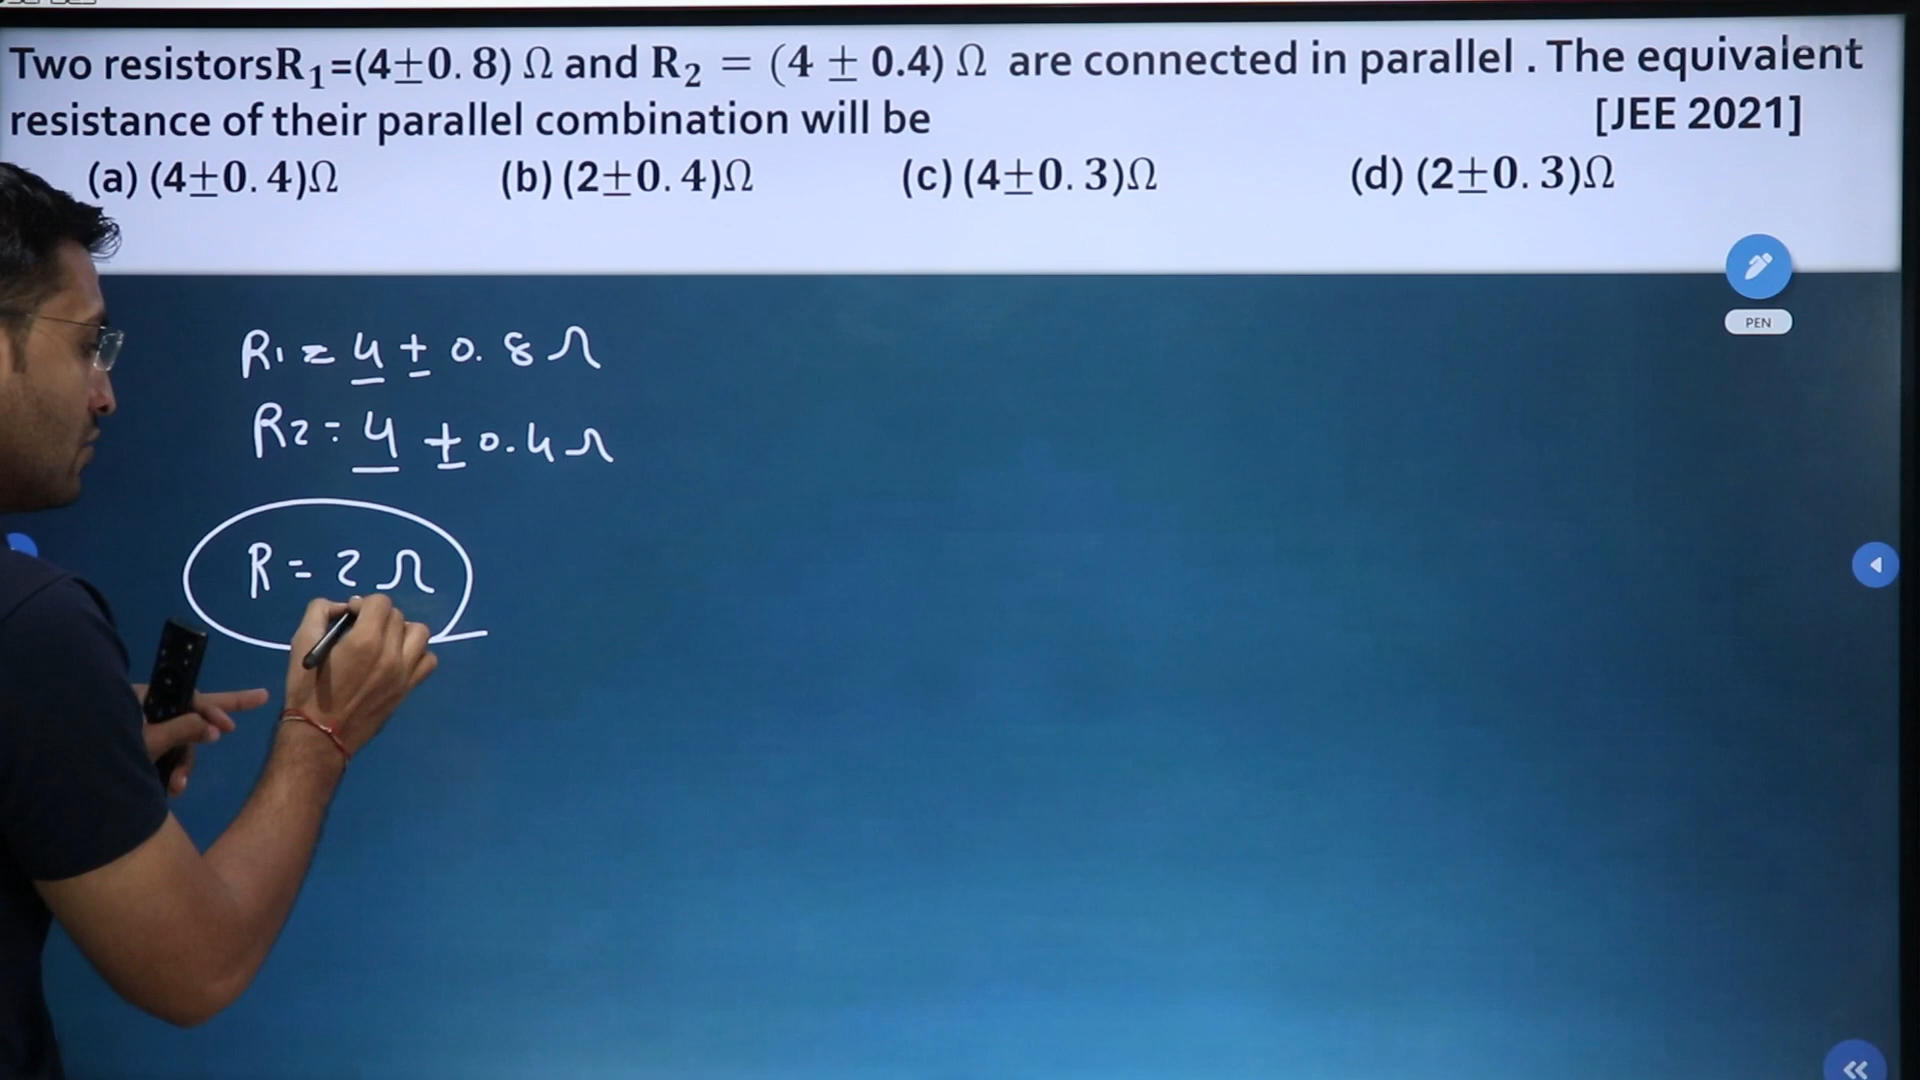 Two resistors R₁=(4±0.8) Ω and R₂ = (4 ± 0.4) Ω are connected in parallel . The equivalent
resistance of their parallel combination will be [JEE 2021]
(a) (4±0.4)Ω (b) (2±0.4)Ω (c) (4±0.3)Ω (d) (2±0.3)Ω
PEN
R₁ = 4 ± 0.8 Ω
R₂ = 4 ± 0.4 Ω
R = 2 Ω